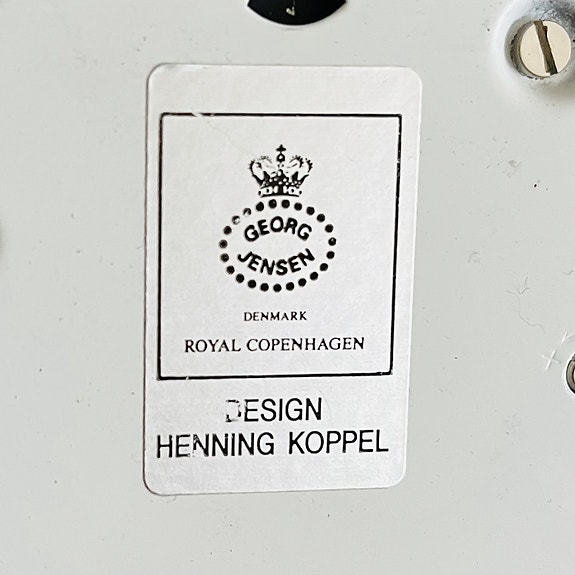 GEORG
JENSEN
DENMARK
ROYAL COPENHAGEN
DESIGN
HENNING KOPPEL